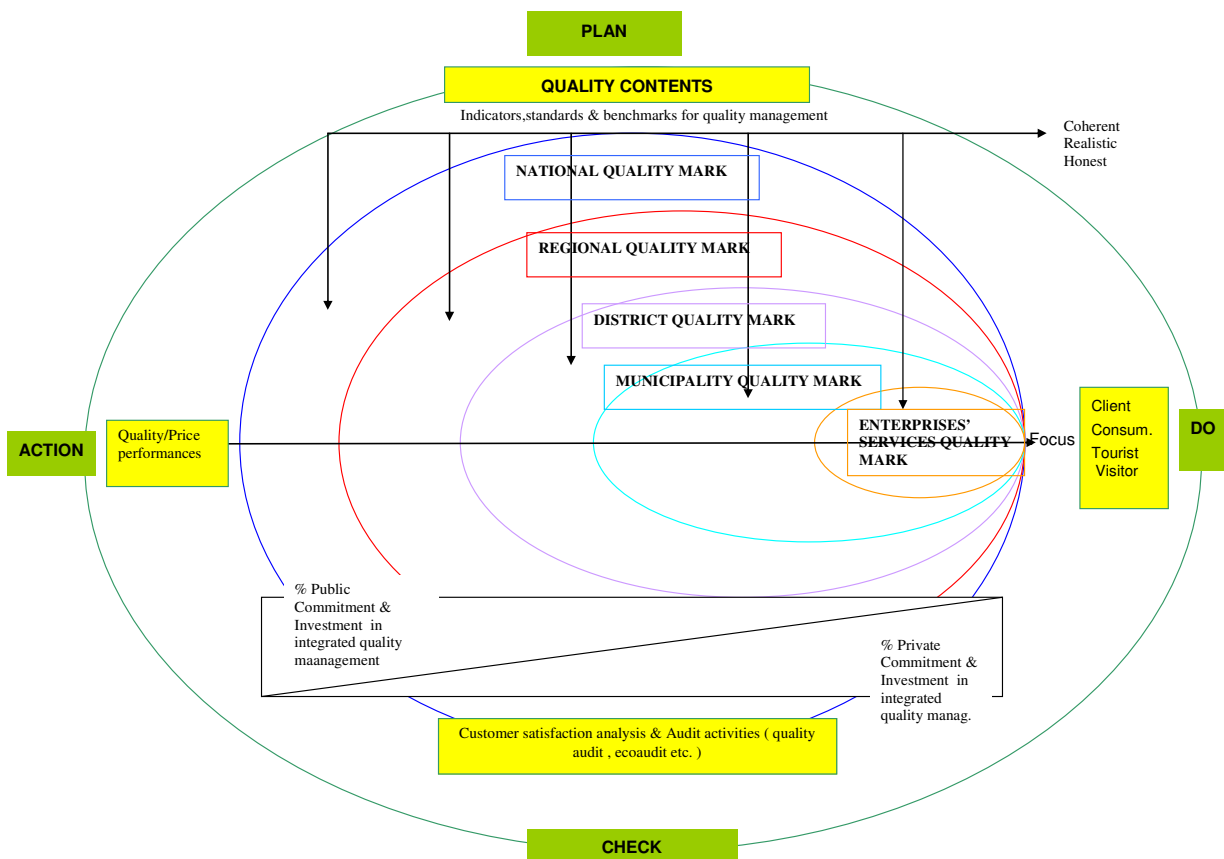 PLAN
QUALITY CONTENTS
Indicators,standards & benchmarks for quality management
Coherent
Realistic
Honest
NATIONAL QUALITY MARK
REGIONAL QUALITY MARK
DISTRICT QUALITY MARK
MUNICIPALITY QUALITY MARK
ENTERPRISES'
SERVICES QUALITY
MARK
Focus
Client
Consum.
Tourist
Visitor
DO
ACTION
Quality/Price
performances
% Public
Commitment &
Investment in
integrated quality
maanagement
% Private
Commitment &
Investment in
integrated
quality manag.
Customer satisfaction analysis & Audit activities ( quality
audit , ecoaudit etc. )
CHECK